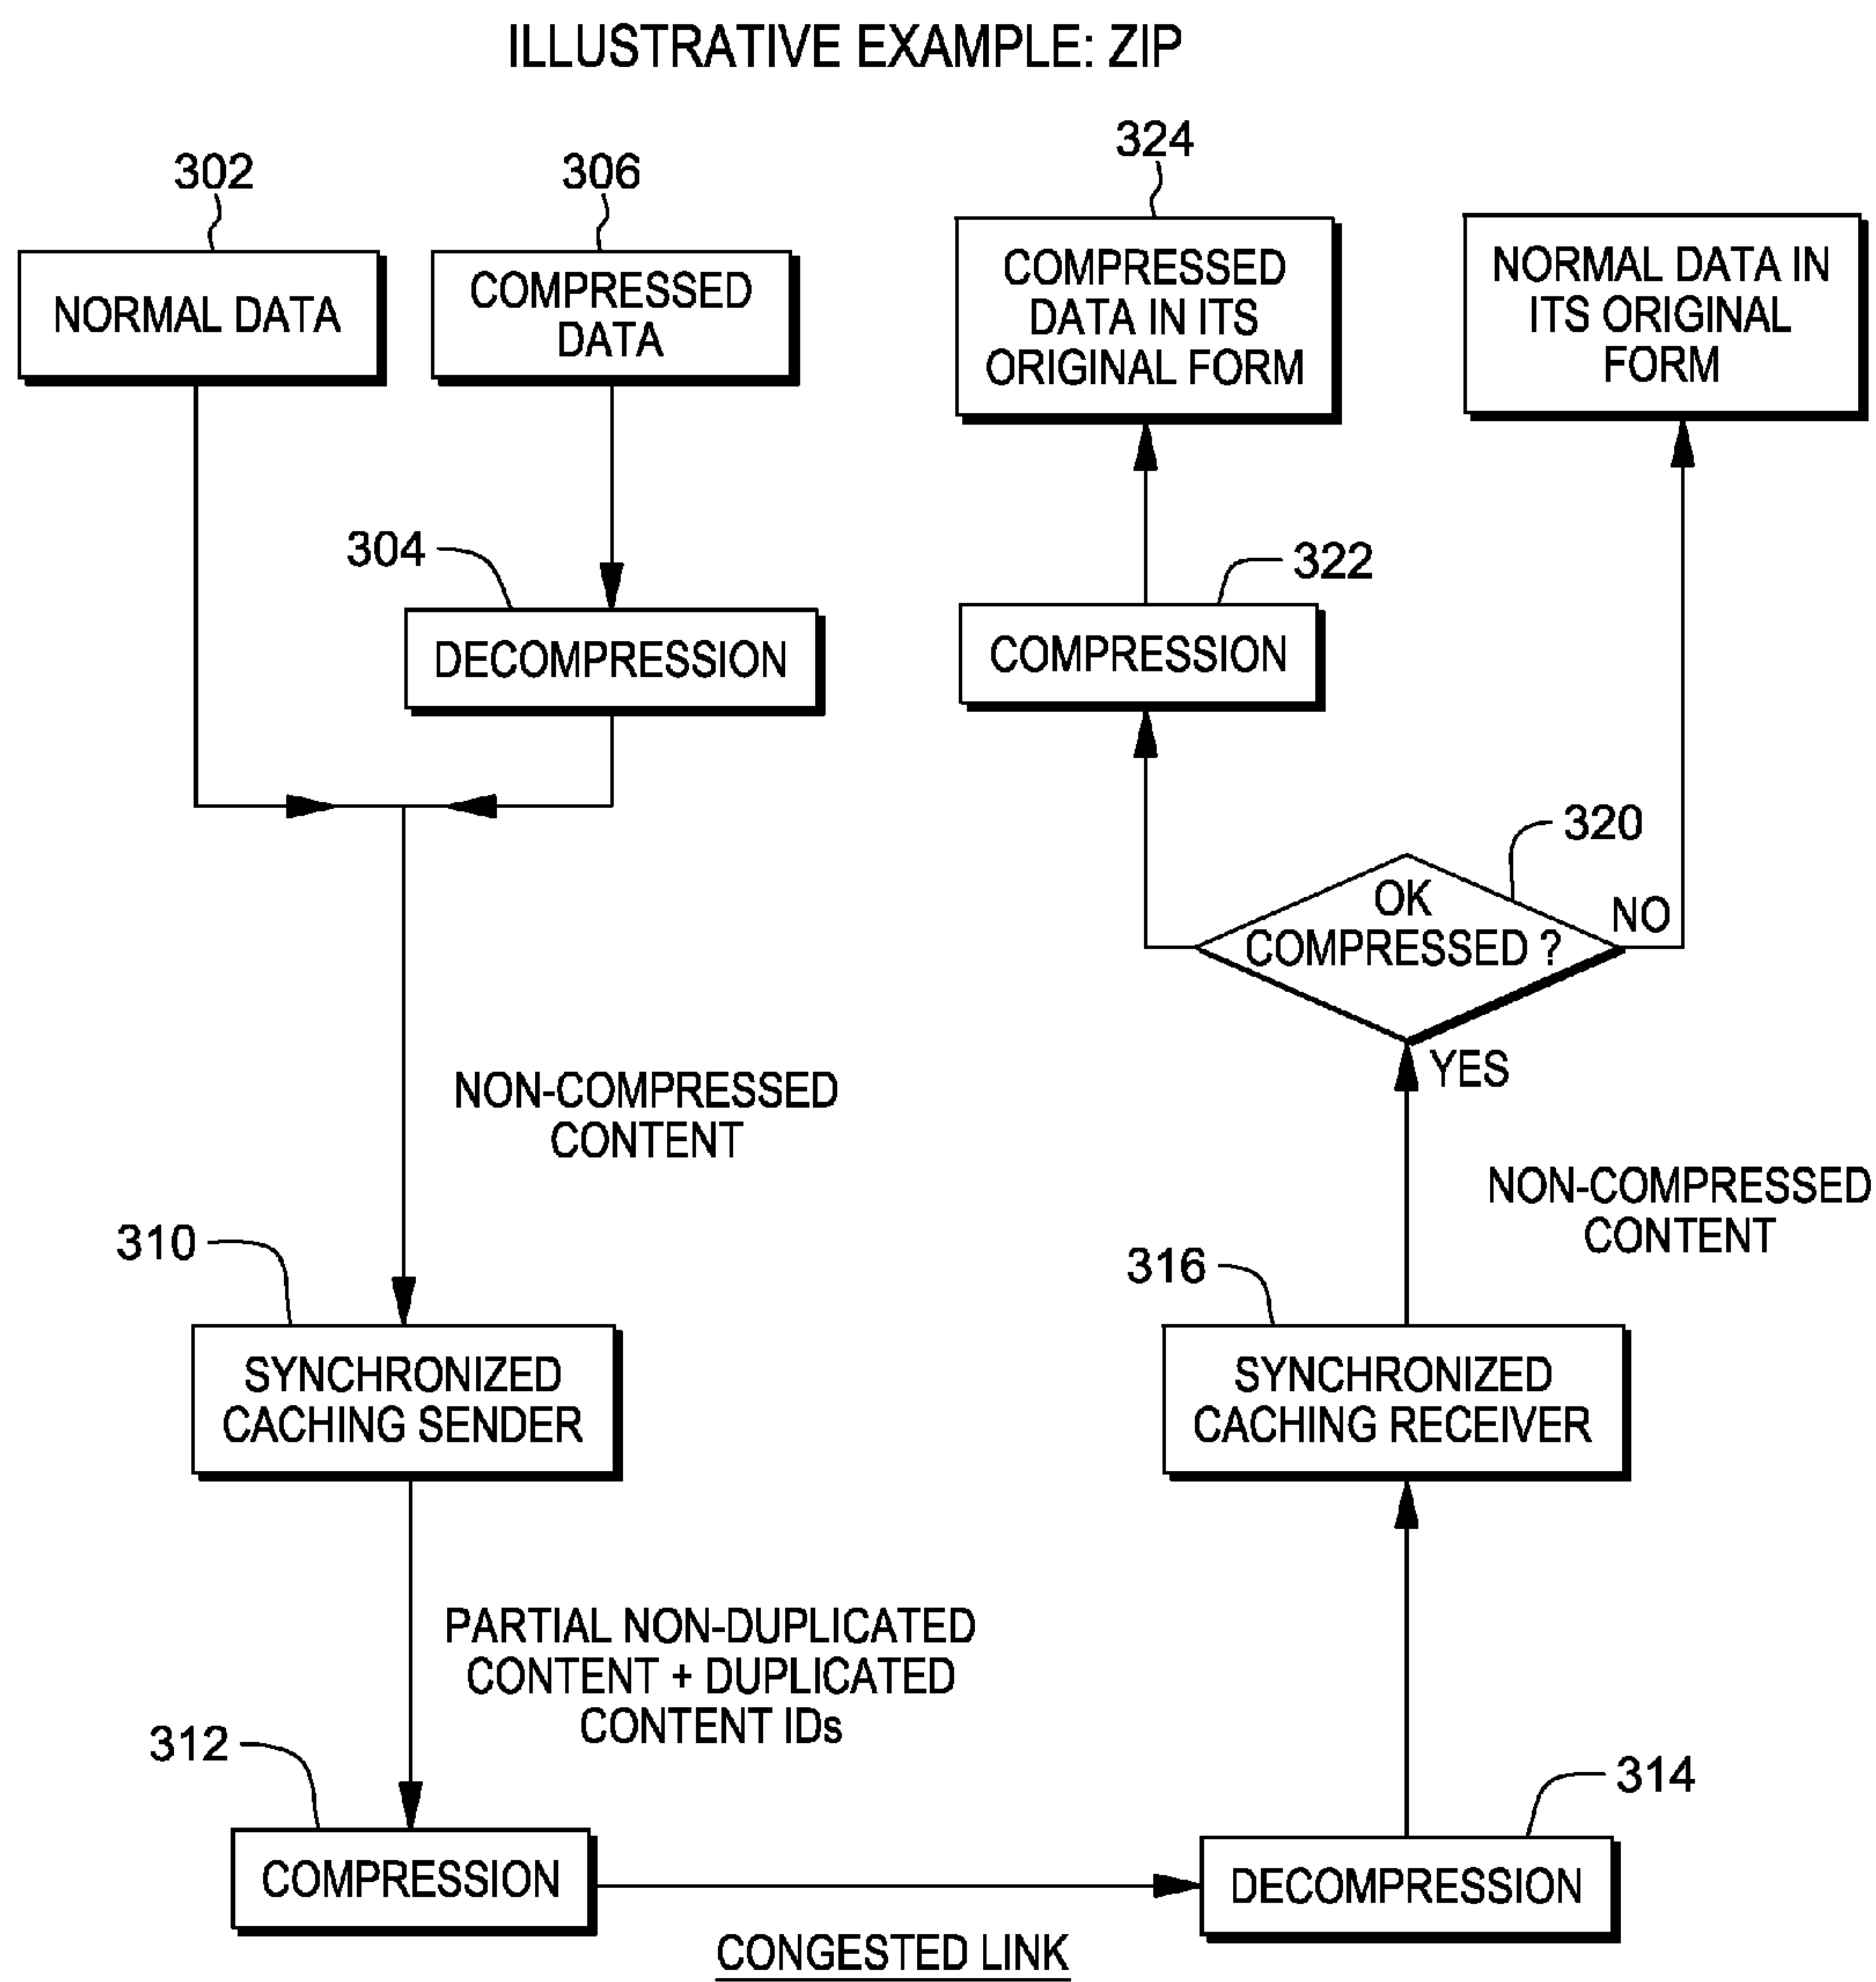 ILLUSTRATIVE EXAMPLE: ZIP
302
306
324
NORMAL DATA
COMPRESSED
DATA
COMPRESSED
DATA IN ITS
ORIGINAL FORM
NORMAL DATA IN
ITS ORIGINAL
FORM
304
322
DECOMPRESSION
COMPRESSION
320
OK
COMPRESSED ?
NO
YES
NON-COMPRESSED
CONTENT
NON-COMPRESSED
CONTENT
310
316
SYNCHRONIZED
CACHING SENDER
SYNCHRONIZED
CACHING RECEIVER
PARTIAL NON-DUPLICATED
CONTENT + DUPLICATED
CONTENT IDs
312
314
COMPRESSION
DECOMPRESSION
CONGESTED LINK